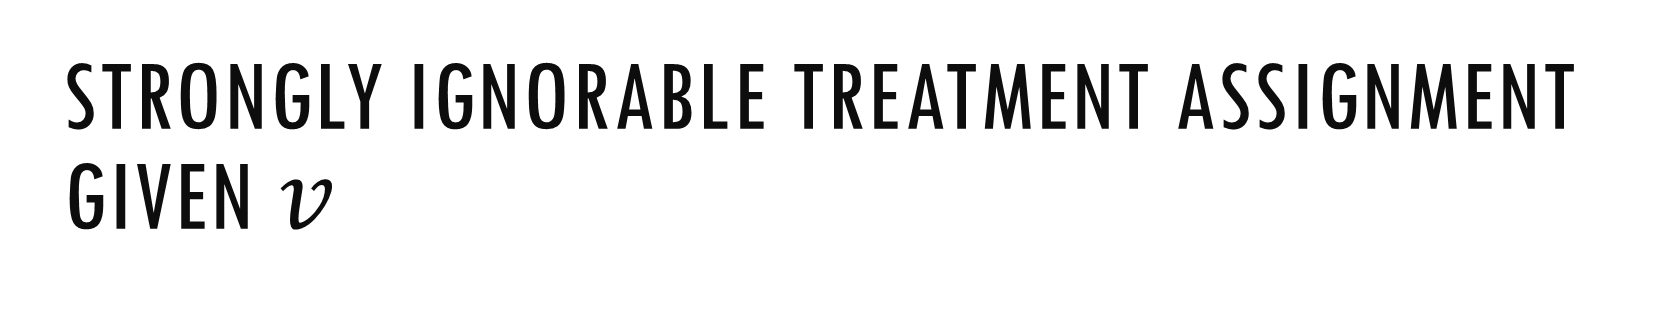 STRONGLY IGNORABLE TREATMENT ASSIGNMENT
GIVEN 𝑣